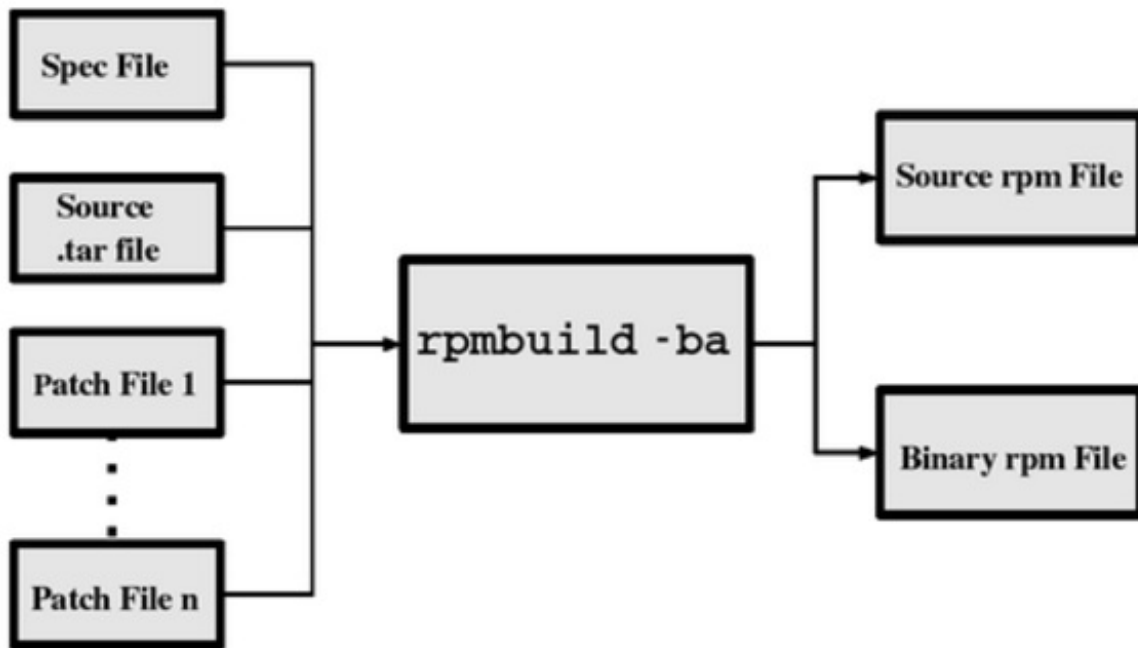 Spec File
Source
.tar file
Patch File 1
Patch File n
rpmbuild -ba
Source rpm File
Binary rpm File